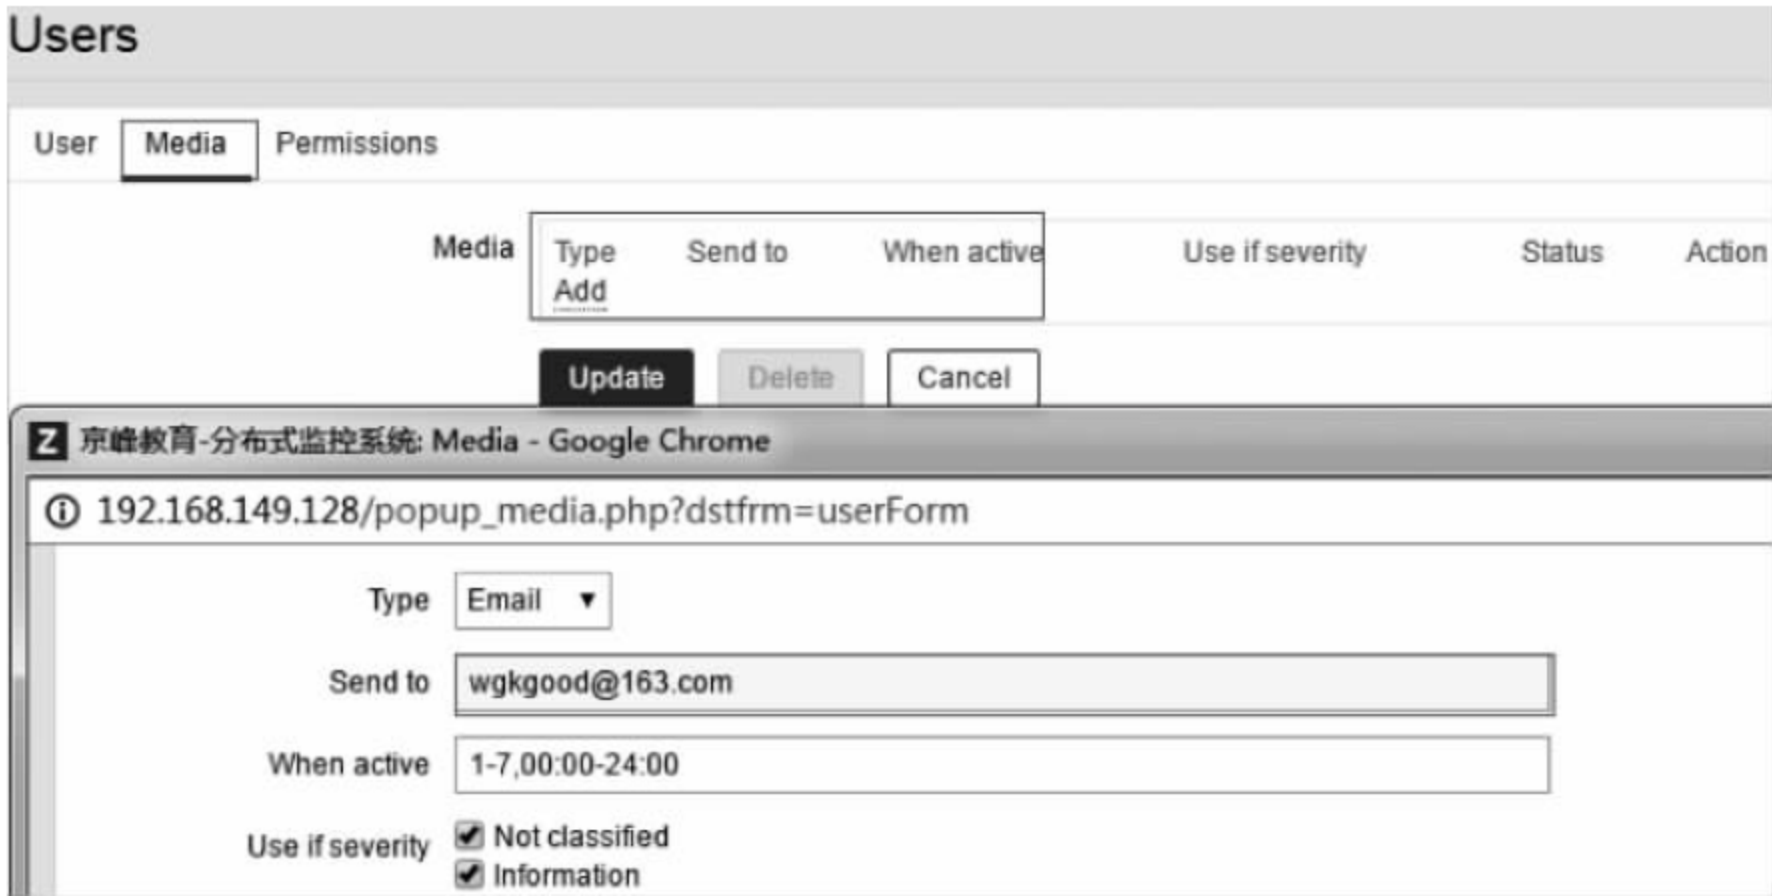 Users
User Media Permissions
Media Type Send to When active Use if severity Status Action
Add
Update Delete Cancel
Z 京峰教育-分布式监控系统: Media - Google Chrome
192.168.149.128/popup_media.php?dstfrm=userForm
Type Email
Send to wgkgood@163.com
When active 1-7,00:00-24:00
Use if severity Not classified
Information